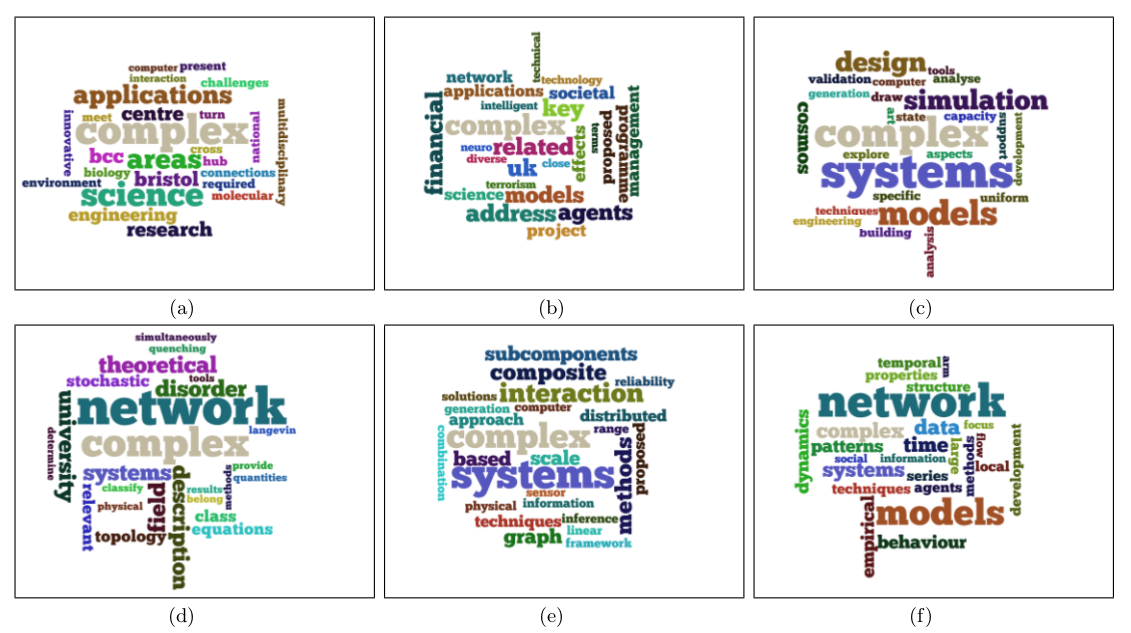 computer present
interaction
challenges
applications
meet
centre
turn
innovative
complex
national
multidisciplinary
cross
bcc
areas
hub
biology
connections
environment
bristol
required
science
molecular
engineering
research
(a)
technical
network
technology
applications
societal
intelligent
key
financial
complex
terms
posedpop
programme
management
neuro
related
effects
diverse
uk
close
terrorism
science
models
address
agents
project
(b)
design
tools
validation
computer
analyse
generation
draw
simulation
cosmos
art
state
capacity
complex
support
development
explore
aspects
systems
specific
uniform
techniques
models
engineering
building
analysis
(c)
simultaneously
quenching
theoretical
stochastic
tools
disorder
university
network
determine
complex
langevin
systems
provide
methods
quantities
relevant
classify
description
results
belong
physical
field
class
topology
equations
(d)
subcomponents
composite
reliability
solutions
interaction
generation
computer
distributed
approach
combination
complex
range
proposed
based
scale
methods
systems
sensor
physical
information
techniques
inference
graph
linear
framework
(e)
temporal
arm
properties
structure
network
dynamics
complex
data
focus
patterns
time
large
flow
social
information
methods
local
development
systems
series
techniques
agents
empirical
models
behaviour
(f)